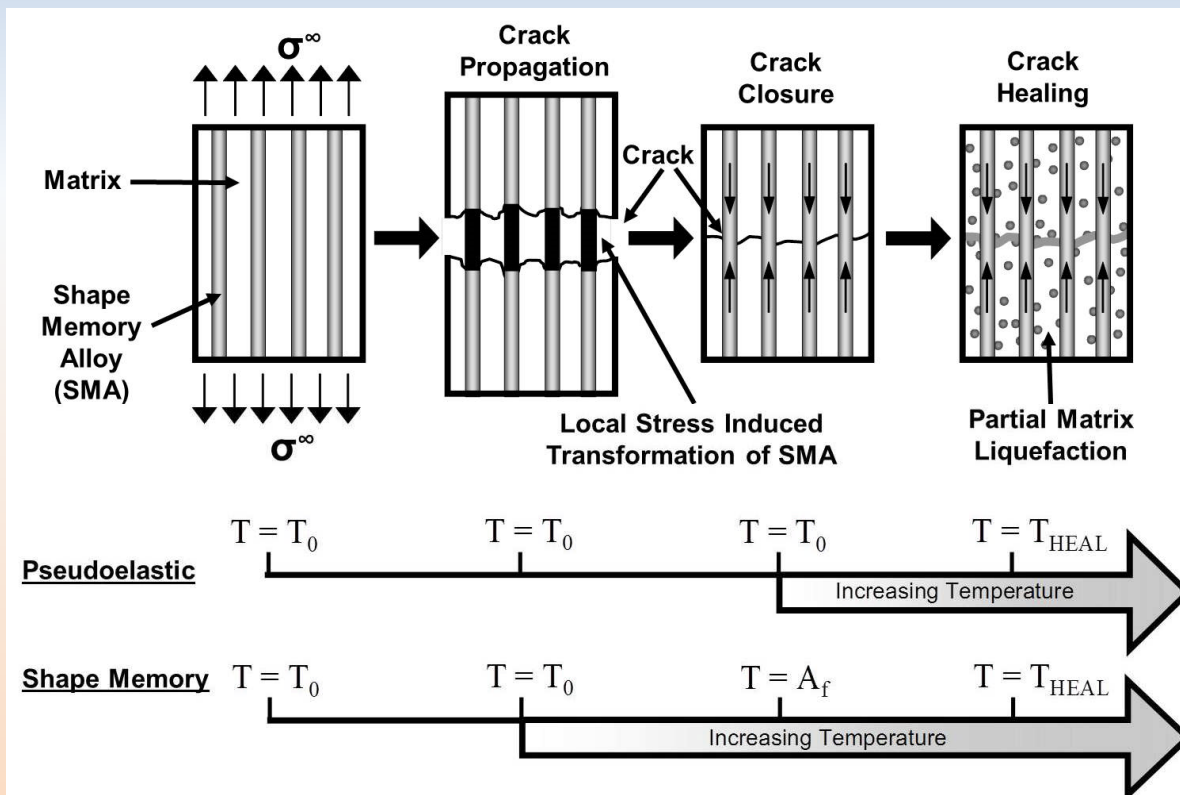 σ∞
Crack
Propagation
Crack
Closure
Crack
Healing
Matrix
Crack
Shape
Memory
Alloy
(SMA)
σ∞
Local Stress Induced
Transformation of SMA
Partial Matrix
Liquefaction
T = T0 T = T0 T = T0 T = THEAL
Pseudoelastic
Increasing Temperature
Shape Memory T = T0 T = T0 T = Af T = THEAL
Increasing Temperature